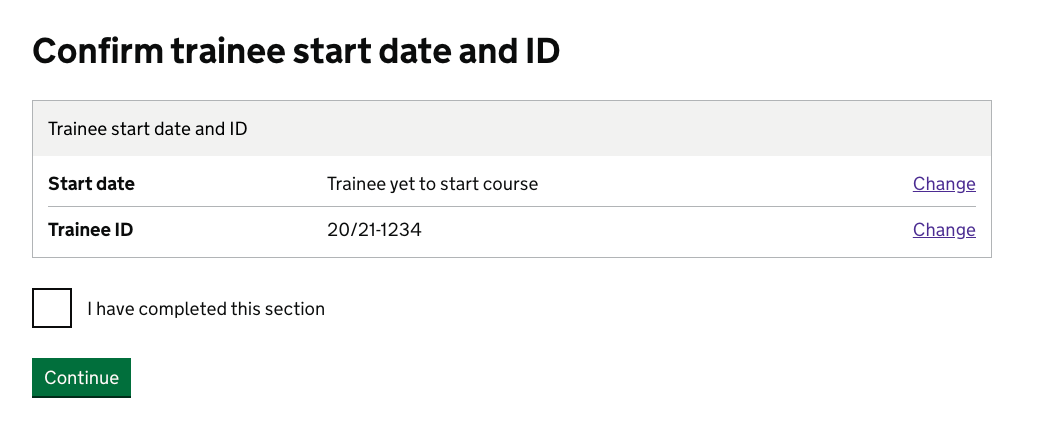 Confirm trainee start date and ID
Trainee start date and ID
Start date Trainee yet to start course Change
Trainee ID 20/21-1234 Change
I have completed this section
Continue